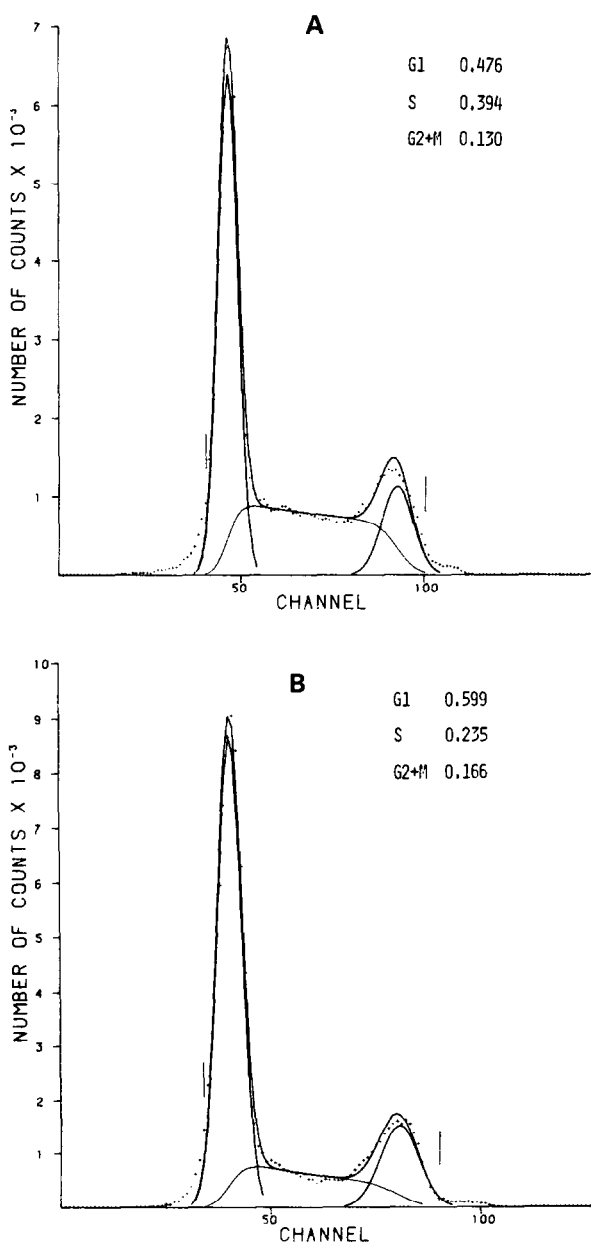 A
G1 0.476
S 0.394
G2+M 0.130
7
6
5
4
3
2
1
NUMBER OF COUNTS X 10⁻³
50
100
CHANNEL
B
G1 0.599
S 0.235
G2+M 0.166
10
9
8
7
6
5
4
3
2
1
NUMBER OF COUNTS X 10⁻³
50
100
CHANNEL